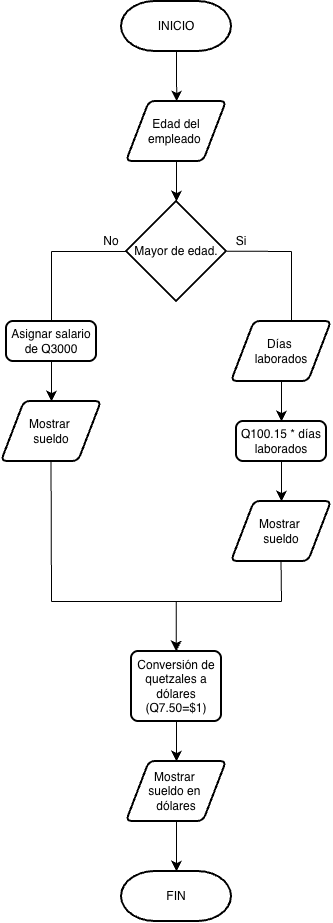 INICIO
Edad del
empleado
Mayor de edad.
No
Si
Asignar salario
de Q3000
Mostrar
sueldo
Días
laborados
Q100.15 * días
laborados
Mostrar
sueldo
Conversión de
quetzales a
dólares
(Q7.50=$1)
Mostrar
sueldo en
dólares
FIN